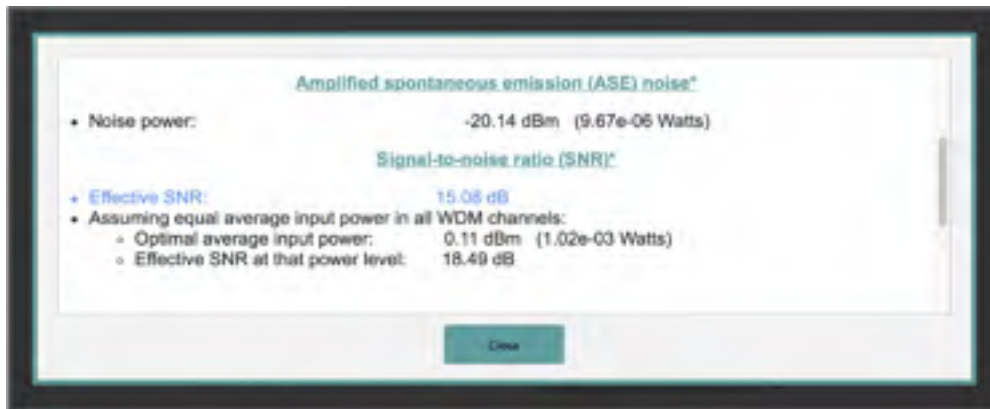 Amplified spontaneous emission (ASE) noise*
• Noise power: -20.14 dBm (9.67e-06 Watts)
Signal-to-noise ratio (SNR)*
• Effective SNR: 15.08 dB
• Assuming equal average input power in all WDM channels:
◦ Optimal average input power: 0.11 dBm (1.02e-03 Watts)
◦ Effective SNR at that power level: 18.49 dB
Close